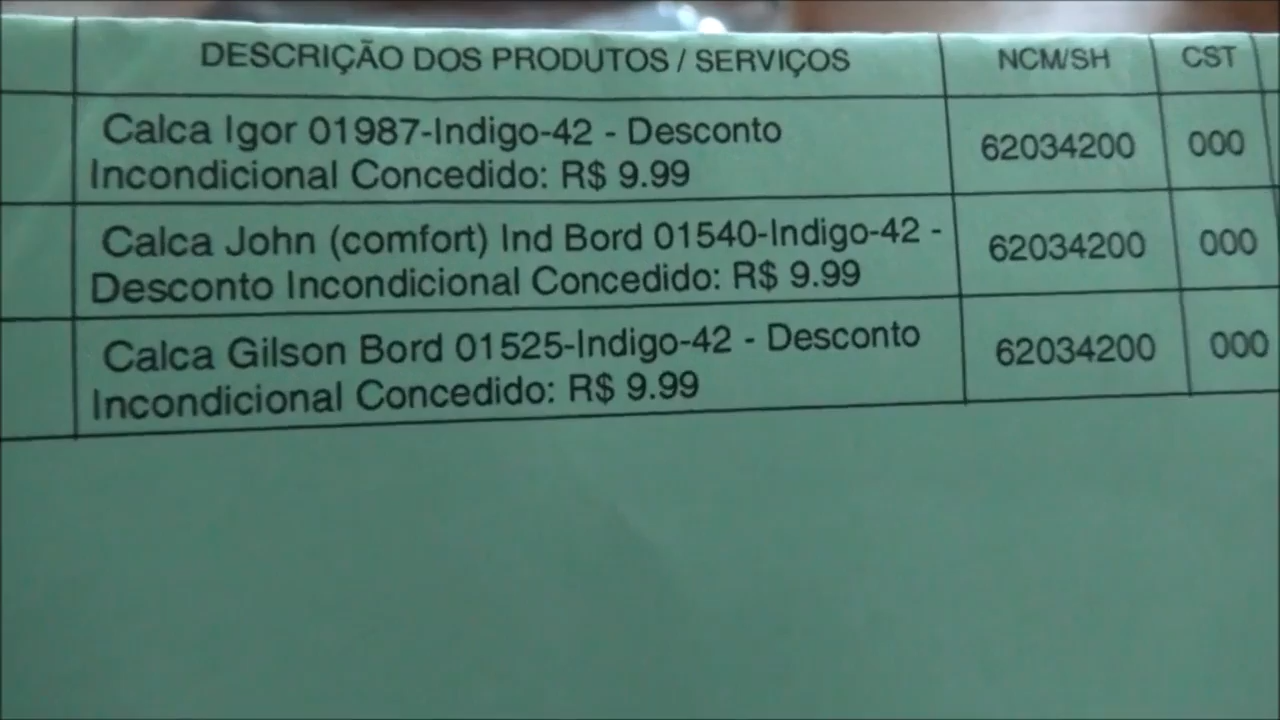 DESCRIÇÃO DOS PRODUTOS / SERVIÇOS NCM/SH CST
Calca Igor 01987-Indigo-42 - Desconto
Incondicional Concedido: R$ 9.99
62034200 000
Calca John (comfort) Ind Bord 01540-Indigo-42 -
Desconto Incondicional Concedido: R$ 9.99
62034200 000
Calca Gilson Bord 01525-Indigo-42 - Desconto
Incondicional Concedido: R$ 9.99
62034200 000